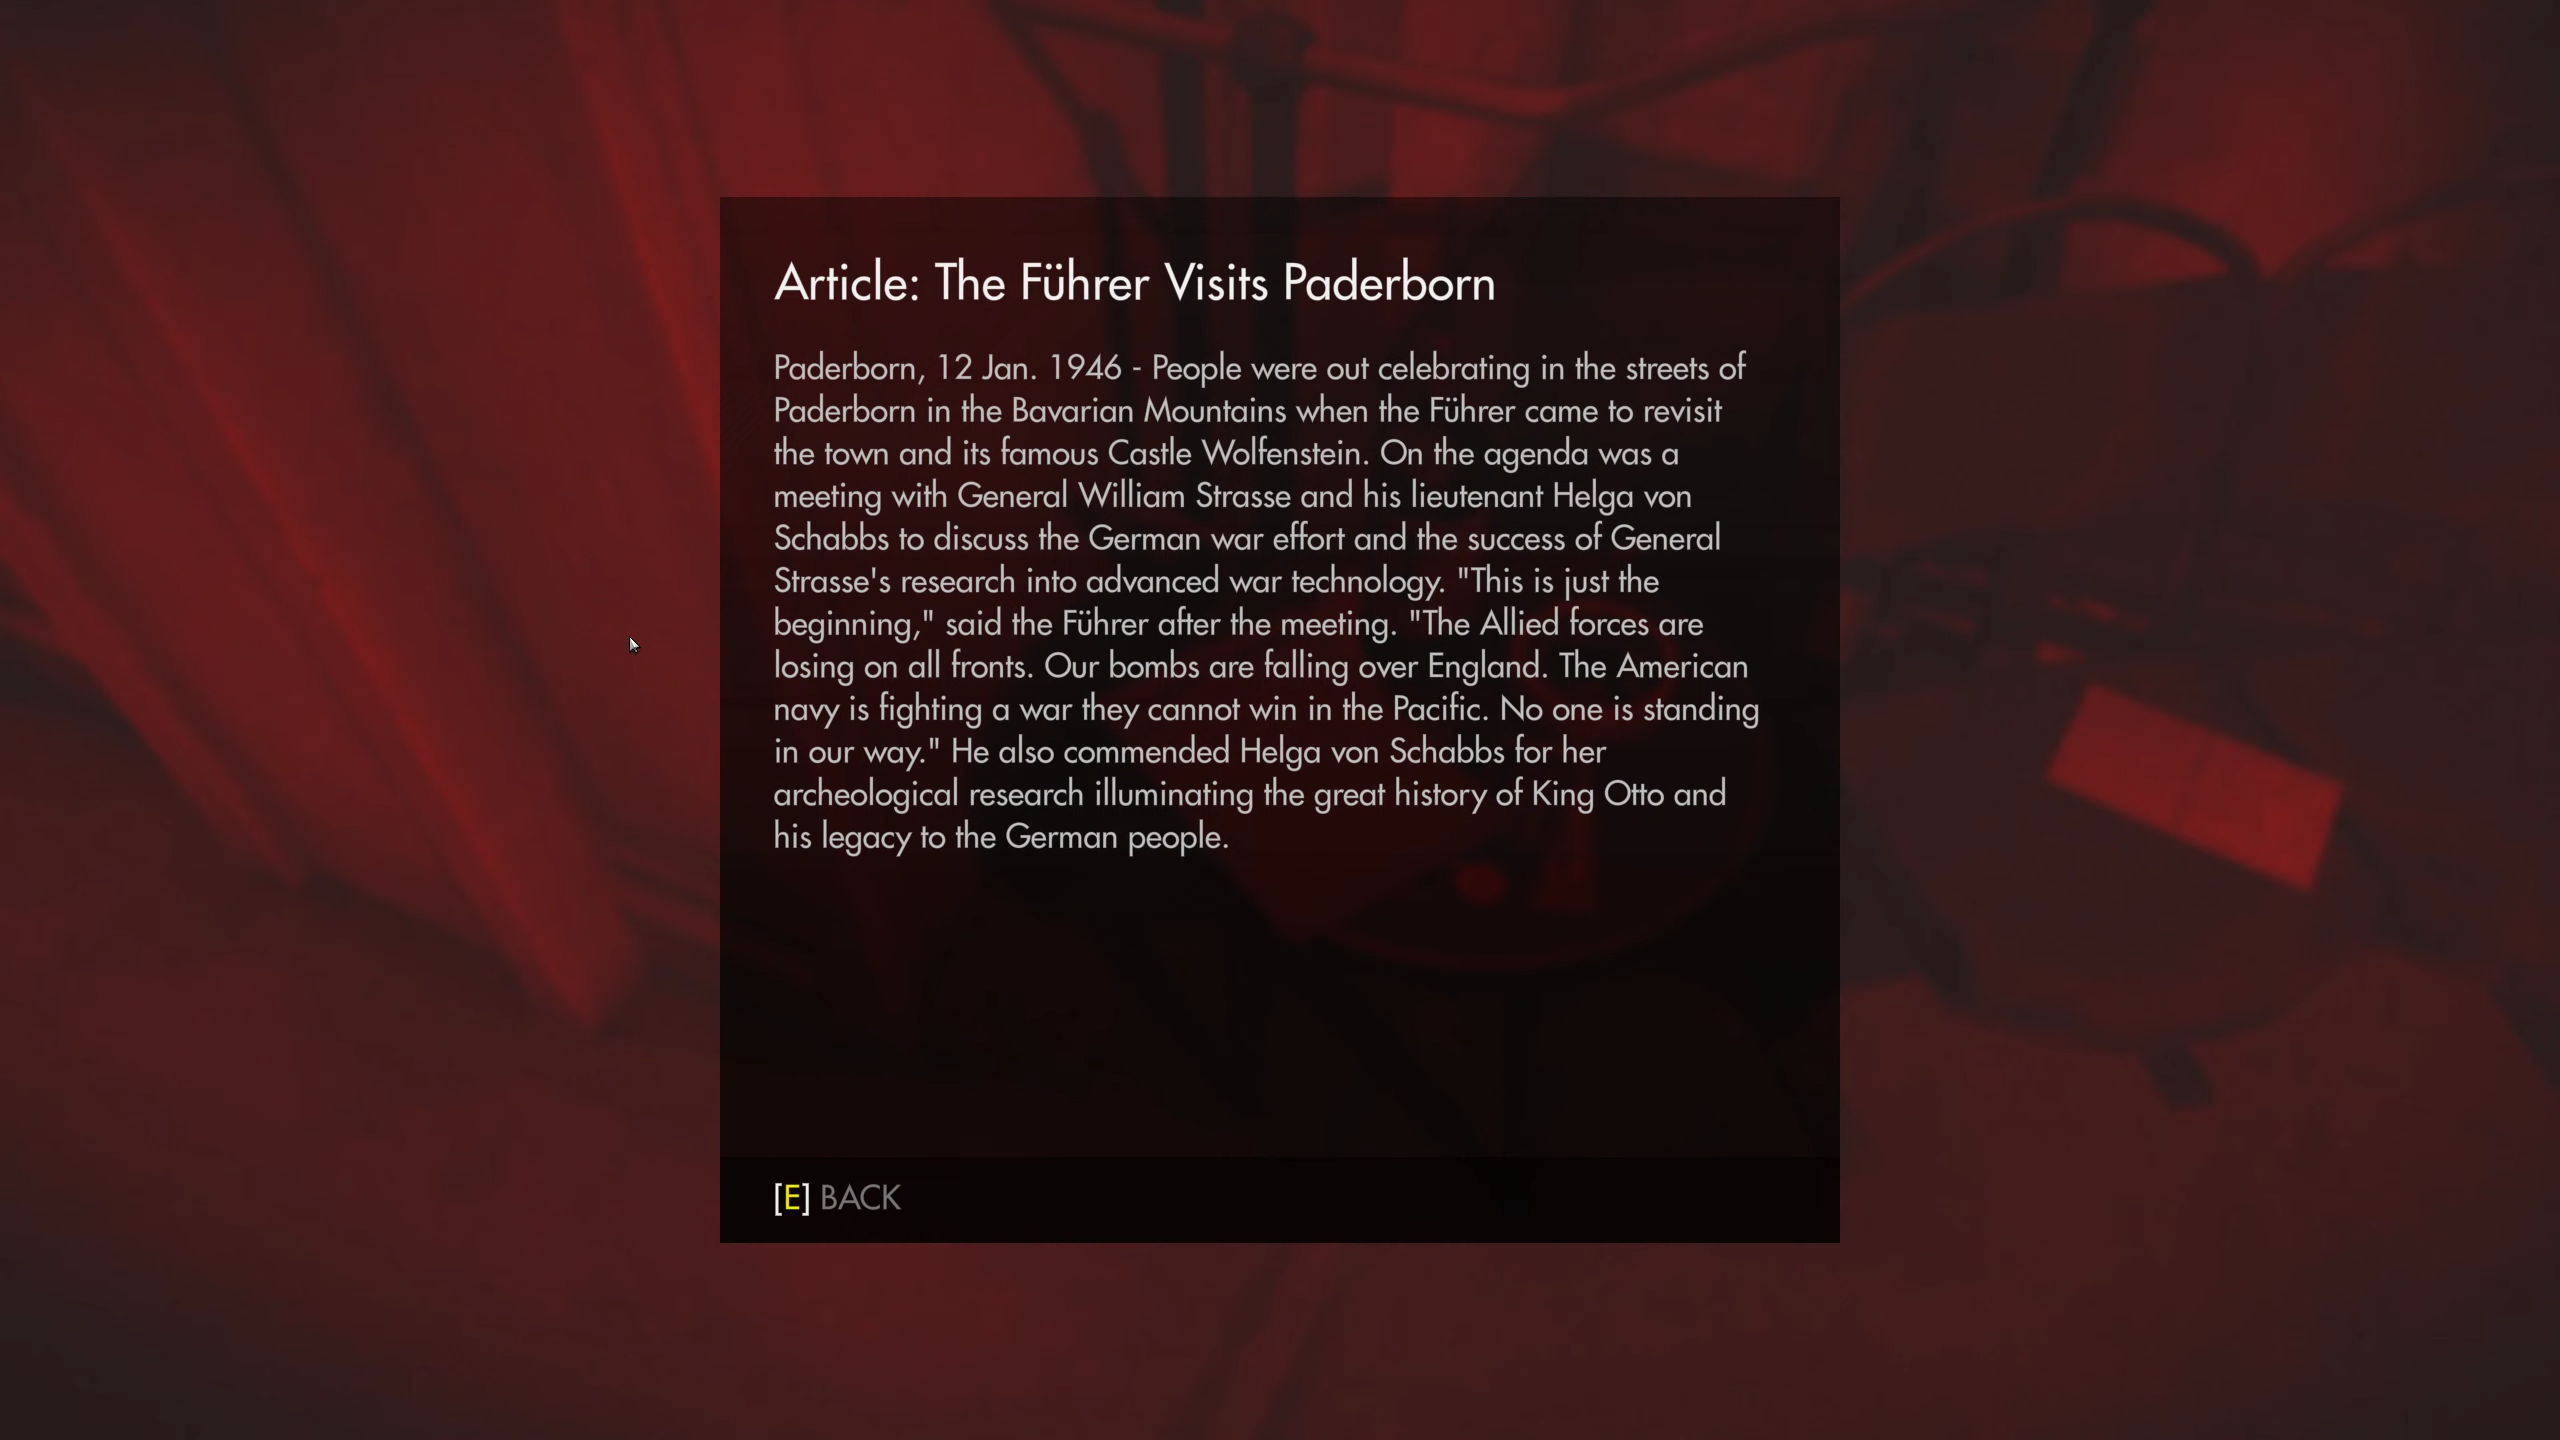 Article: The Führer Visits Paderborn
Paderborn, 12 Jan. 1946 - People were out celebrating in the streets of
Paderborn in the Bavarian Mountains when the Führer came to revisit
the town and its famous Castle Wolfenstein. On the agenda was a
meeting with General William Strasse and his lieutenant Helga von
Schabbs to discuss the German war effort and the success of General
Strasse's research into advanced war technology. "This is just the
beginning," said the Führer after the meeting. "The Allied forces are
losing on all fronts. Our bombs are falling over England. The American
navy is fighting a war they cannot win in the Pacific. No one is standing
in our way." He also commended Helga von Schabbs for her
archeological research illuminating the great history of King Otto and
his legacy to the German people.
[E] BACK